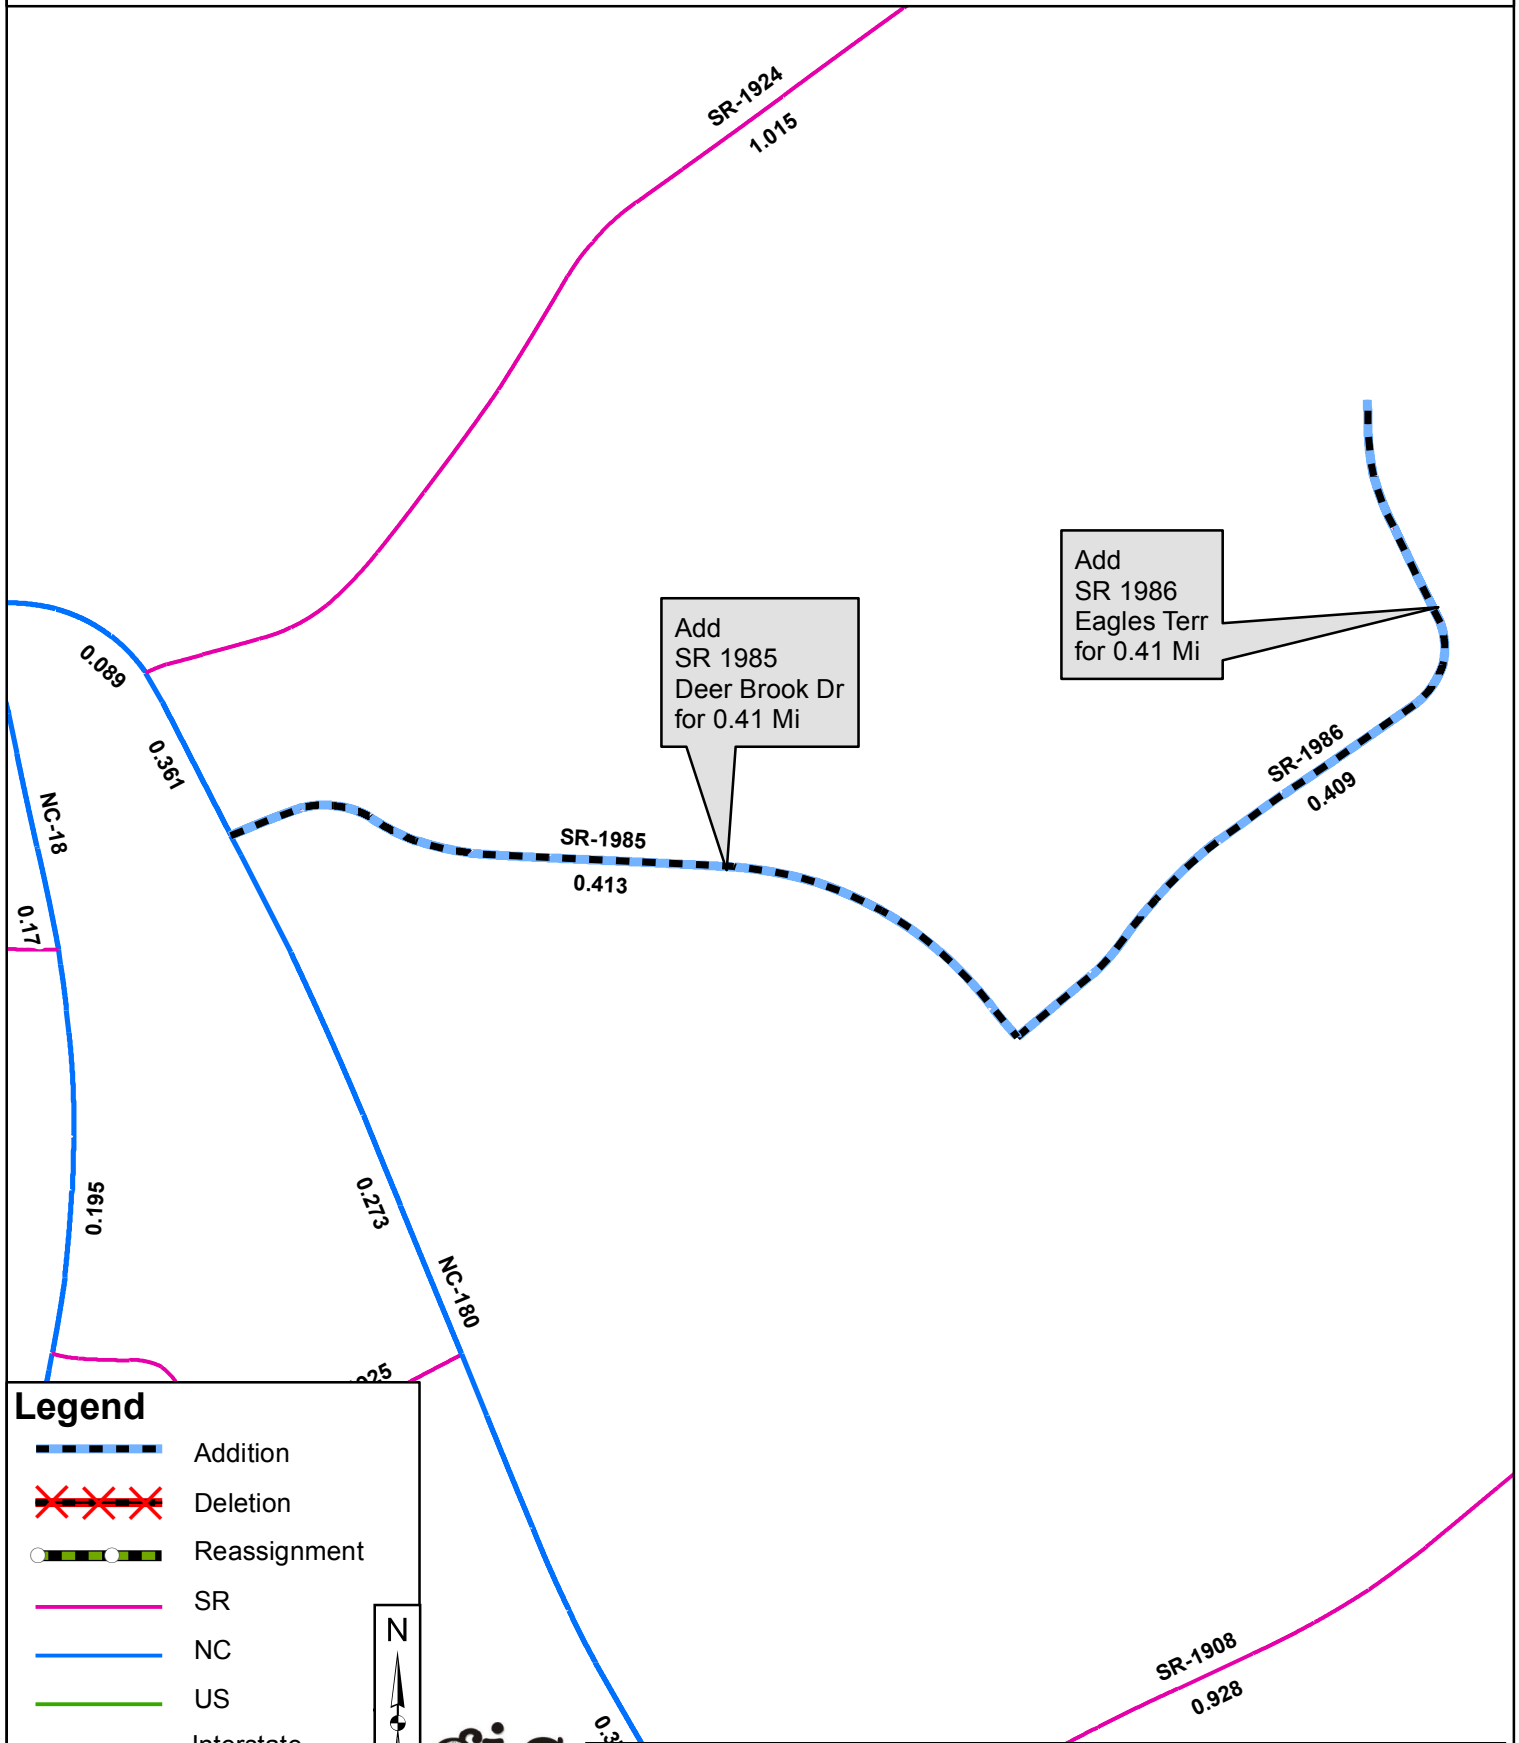 SR-1924
1.015
Add
SR 1986
Eagles Terr
for 0.41 Mi
Add
SR 1985
Deer Brook Dr
for 0.41 Mi
0.089
0.361
SR-1986
0.409
NC-18
SR-1985
0.413
0.17
0.195
0.273
NC-180
Legend
Addition
Deletion
Reassignment
SR
NC
US
Interstate
N
SR-1908
0.928